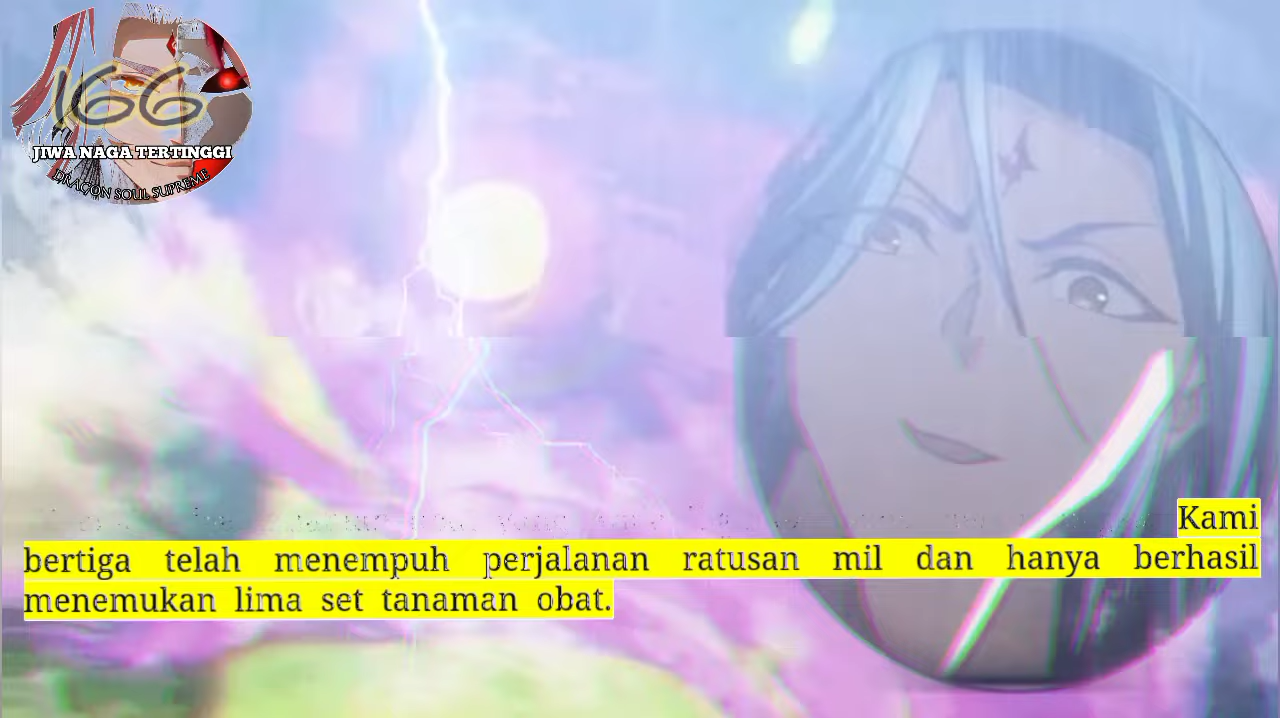 166
JIWA NAGA TERTINGGI
DRAGON SOUL SUPREME
Kami
bertiga telah menempuh perjalanan ratusan mil dan hanya berhasil
menemukan lima set tanaman obat.